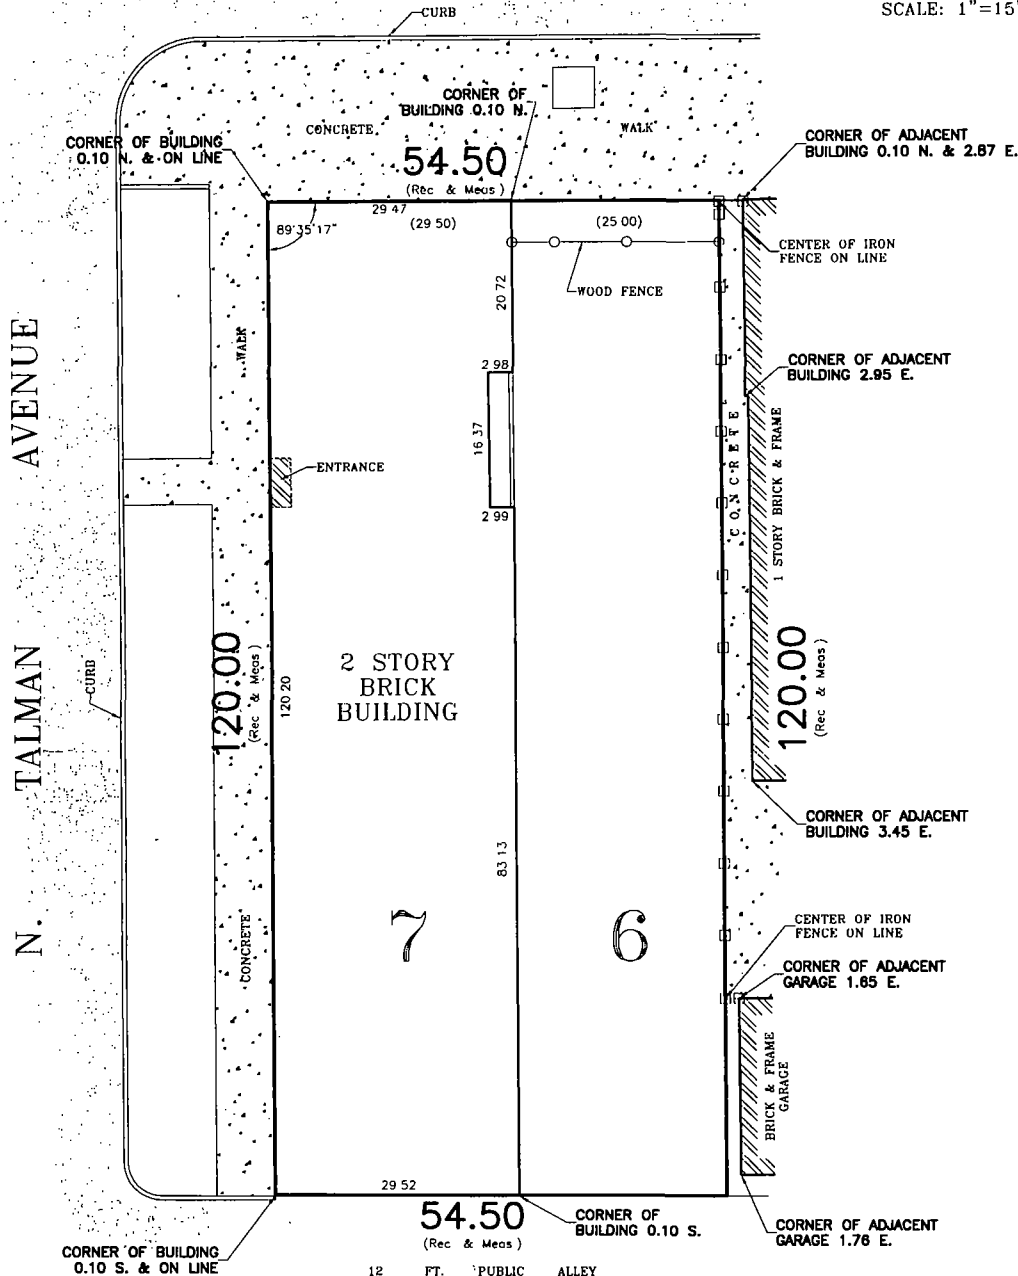 SCALE: 1"=15'
CURB
CORNER OF
BUILDING 0.10 N.
CONCRETE
WALK
CORNER OF BUILDING
0.10 N. & ON LINE
CORNER OF ADJACENT
BUILDING 0.10 N. & 2.87 E.
54.50
(Rec & Meas)
29 47
(29 50)
(25 00)
89°35'17"
CENTER OF IRON
FENCE ON LINE
WOOD FENCE
20 72
N. TALMAN AVENUE
WALK
2 98
CORNER OF ADJACENT
BUILDING 2.95 E.
16 37
CONCRETE
1 STORY BRICK & FRAME
ENTRANCE
2 99
120.00
(Rec & Meas)
120 20
2 STORY
BRICK
BUILDING
120.00
(Rec & Meas)
CURB
CORNER OF ADJACENT
BUILDING 3.45 E.
83 13
7
6
CONCRETE
CENTER OF IRON
FENCE ON LINE
CORNER OF ADJACENT
GARAGE 1.65 E.
BRICK & FRAME
GARAGE
29 52
54.50
(Rec & Meas)
CORNER OF
BUILDING 0.10 S.
CORNER OF ADJACENT
GARAGE 1.76 E.
CORNER OF BUILDING
0.10 S. & ON LINE
12 FT. PUBLIC ALLEY